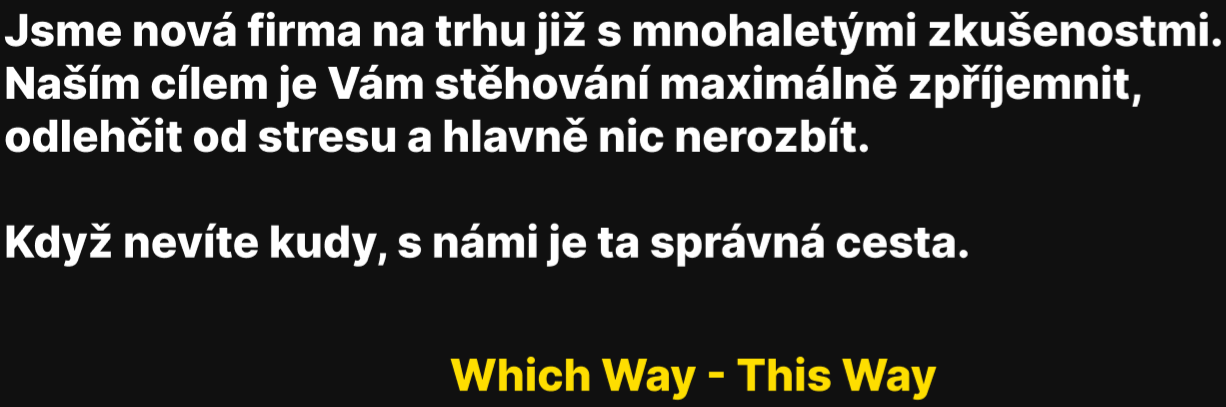 Jsme nová firma na trhu již s mnohaletými zkušenostmi.
Naším cílem je Vám stěhování maximálně zpříjemnit,
odlehčit od stresu a hlavně nic nerozbít.
Když nevíte kudy, s námi je ta správná cesta.
Which Way - This Way